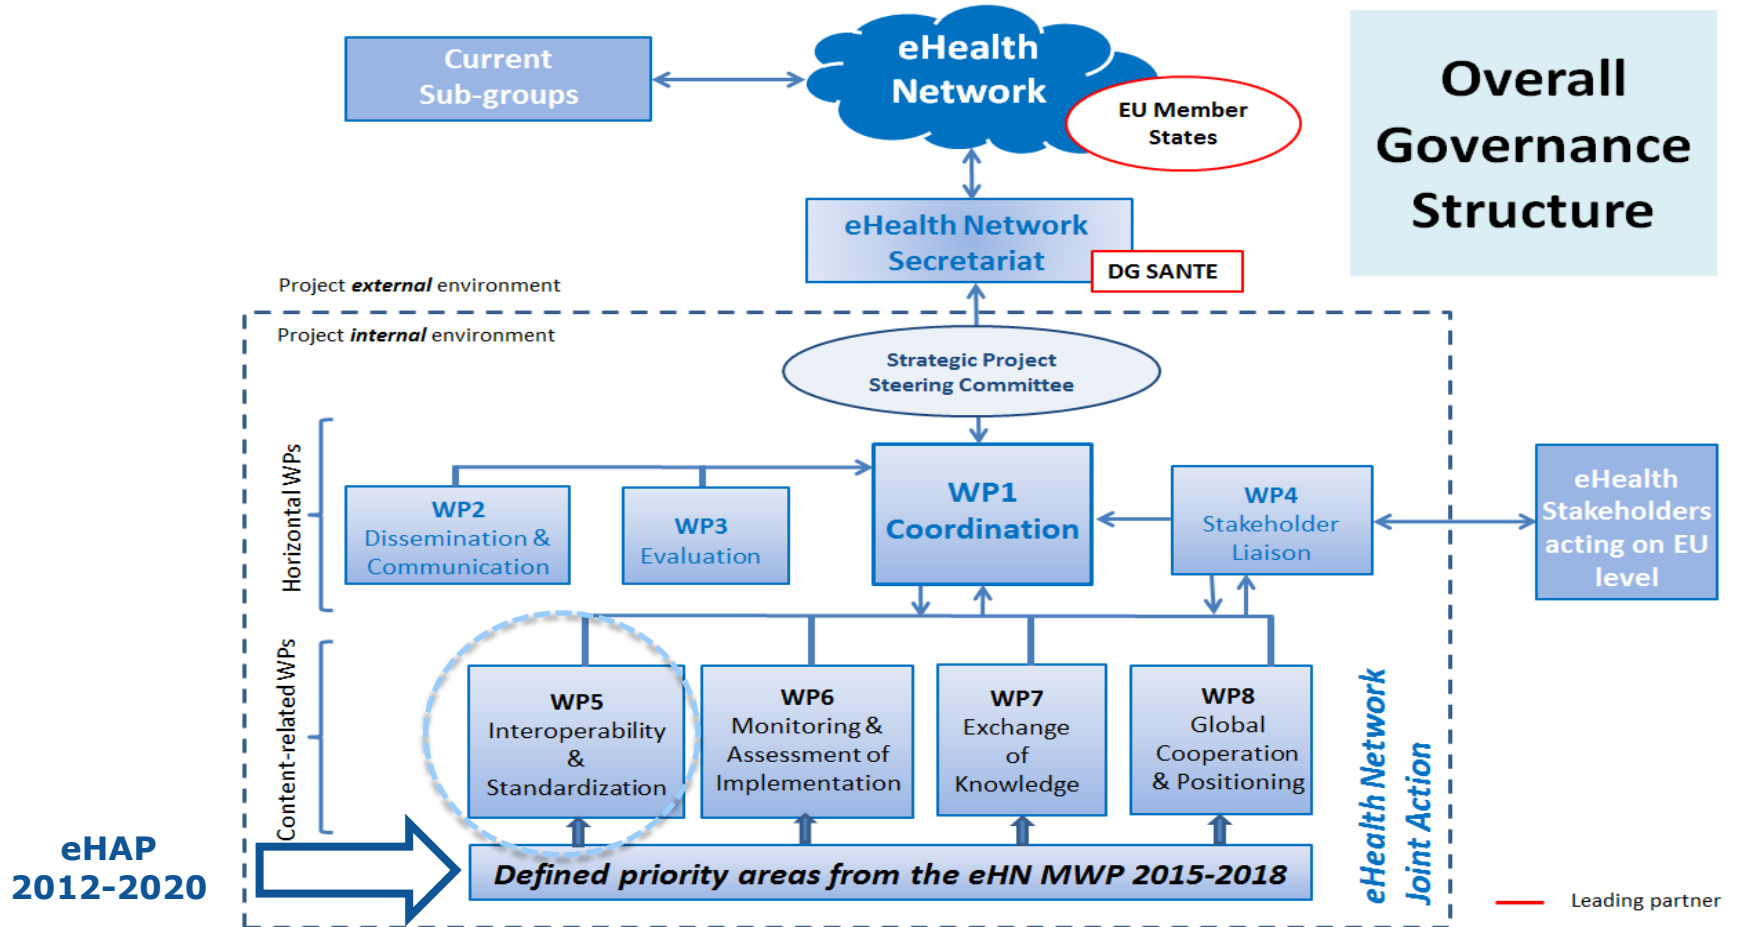 Current
Sub-groups
eHealth
Network
EU Member
States
Overall
Governance
Structure
eHealth Network
Secretariat
DG SANTE
Project external environment
Project internal environment
Strategic Project
Steering Committee
Horizontal WPs
WP2
Dissemination &
Communication
WP3
Evaluation
WP1
Coordination
WP4
Stakeholder
Liaison
eHealth
Stakeholders
acting on EU
level
Content-related WPs
WP5
Interoperability
&
Standardization
WP6
Monitoring &
Assessment of
Implementation
WP7
Exchange
of
Knowledge
WP8
Global
Cooperation
& Positioning
eHealth Network
Joint Action
eHAP
2012-2020
Defined priority areas from the eHN MWP 2015-2018
Leading partner